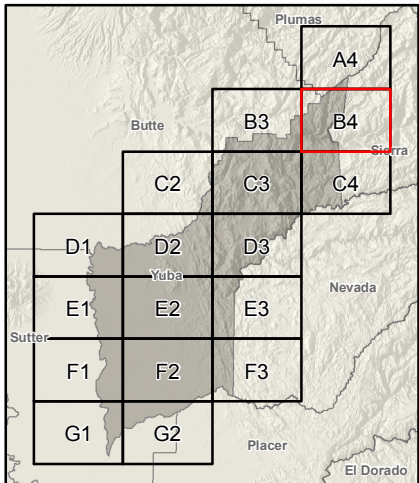 Plumas
A4
B3
B4
Butte
Sierra
C2
C3
C4
D1
D2
D3
Yuba
Nevada
E1
E2
E3
Sutter
F1
F2
F3
G1
G2
Placer
El Dorado